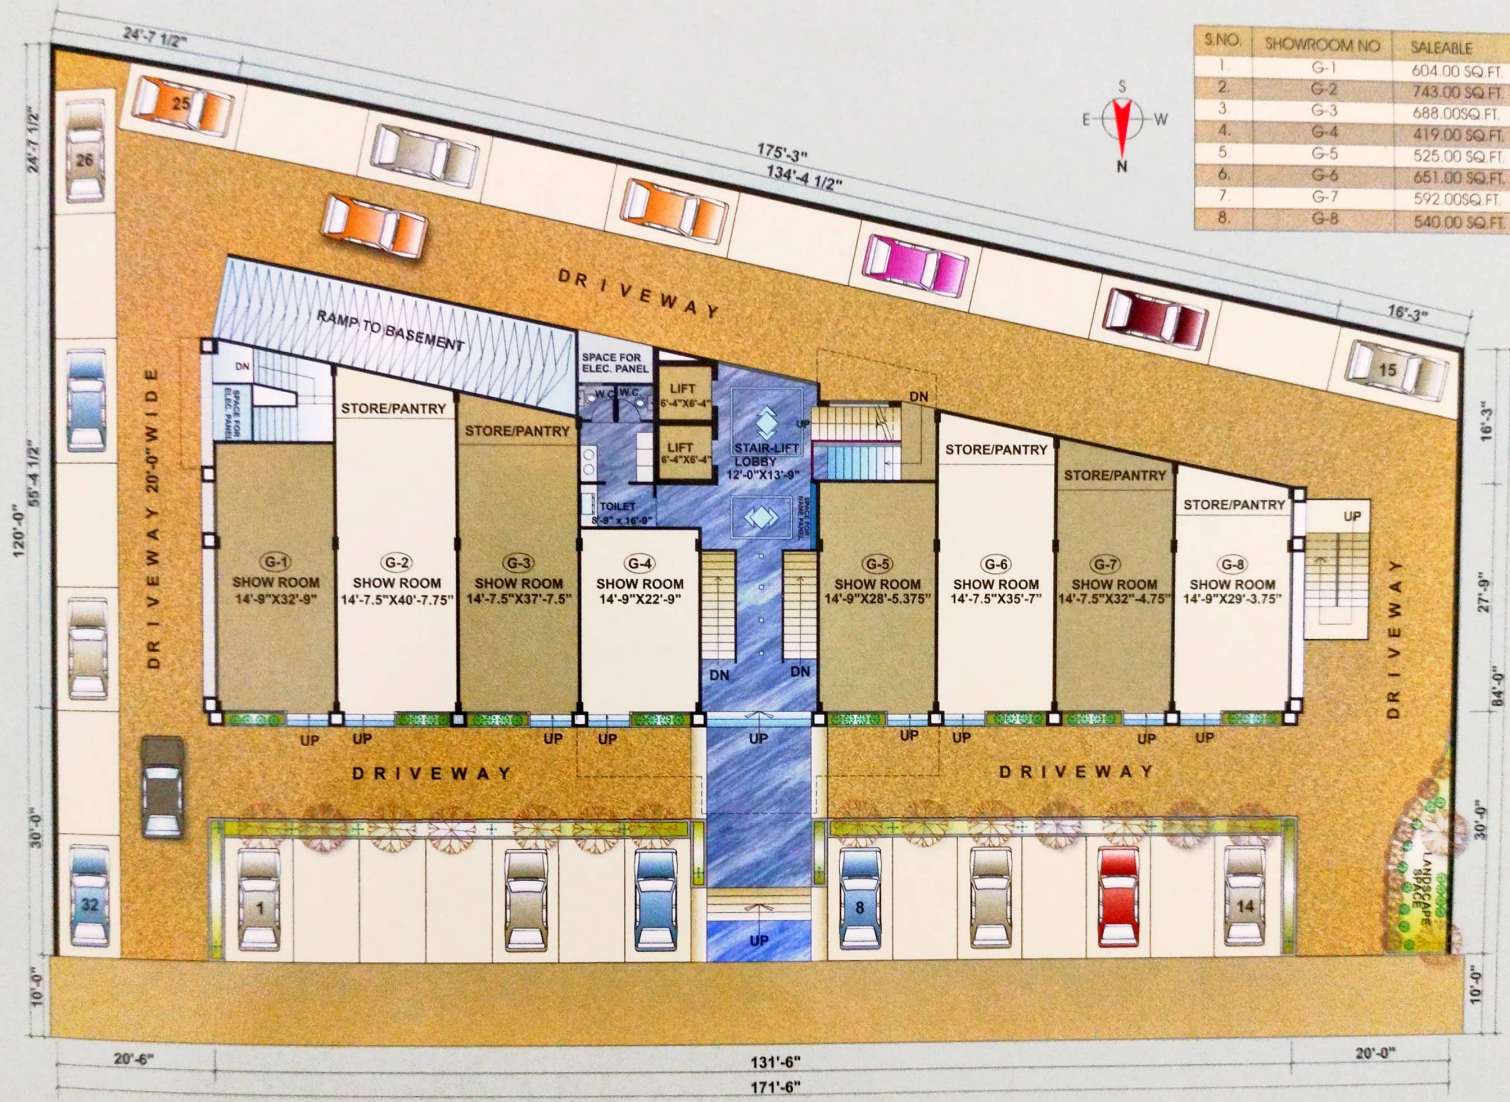 24'-7 1/2"
175'-3"
134'-4 1/2"
16'-3"
S.NO. SHOWROOM NO SALEABLE
1. G-1 604.00 SQ.FT.
2. G-2 743.00 SQ.FT.
3. G-3 688.00SQ.FT.
4. G-4 419.00 SQ.FT.
5. G-5 525.00 SQ.FT.
6. G-6 651.00 SQ.FT.
7. G-7 592.00SQ.FT.
8. G-8 540.00 SQ.FT.
S
E W
N
24'-7 1/2"
120'-0"
55'-4 1/2"
30'-0"
10'-0"
25
26
15
32
DRIVEWAY
DRIVEWAY 20'-0"WIDE
RAMP TO BASEMENT
DN
SPACE FOR
ELEC. PANEL
STORE/PANTRY
STORE/PANTRY
SPACE FOR
ELEC. PANEL
W.C. W.C.
LIFT
6'-4"X6'-4"
LIFT
6'-4"X6'-4"
STAIR-LIFT
LOBBY
12'-0"X13'-9"
TOILET
8'-9" x 16'-9"
SPACE FOR
NAME PANEL
UP
DN
STORE/PANTRY
STORE/PANTRY
STORE/PANTRY
UP
G-1
SHOW ROOM
14'-9"X32'-9"
G-2
SHOW ROOM
14'-7.5"X40'-7.75"
G-3
SHOW ROOM
14'-7.5"X37'-7.5"
G-4
SHOW ROOM
14'-9"X22'-9"
G-5
SHOW ROOM
14'-9"X28'-5.375"
G-6
SHOW ROOM
14'-7.5"X35'-7"
G-7
SHOW ROOM
14'-7.5"X32"-4.75"
G-8
SHOW ROOM
14'-9"X29'-3.75"
DN
DN
UP
UP
UP
UP
UP
UP
UP
UP
UP
DRIVEWAY
DRIVEWAY
DRIVEWAY
1
8
14
UP
LANDSCAPE
SPACE
16'-3"
27'-9"
84'-0"
30'-0"
10'-0"
20'-6"
131'-6"
20'-0"
171'-6"